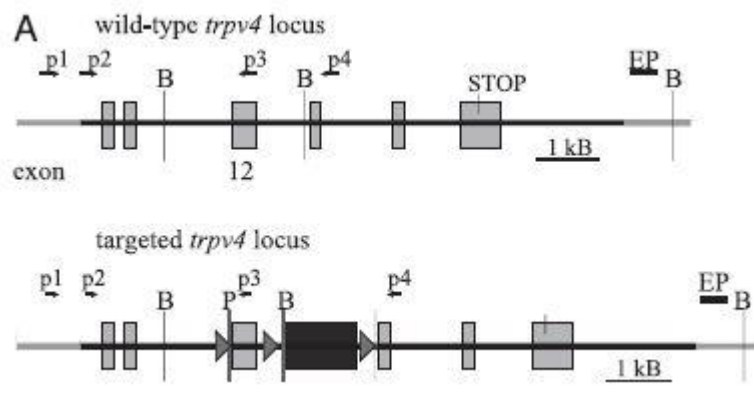 A wild-type trpv4 locus
p1 p2 p3 p4 EP
B B STOP B
1 kB
exon 12
targeted trpv4 locus
p1 p2 p3 p4 EP
B P B B
1 kB